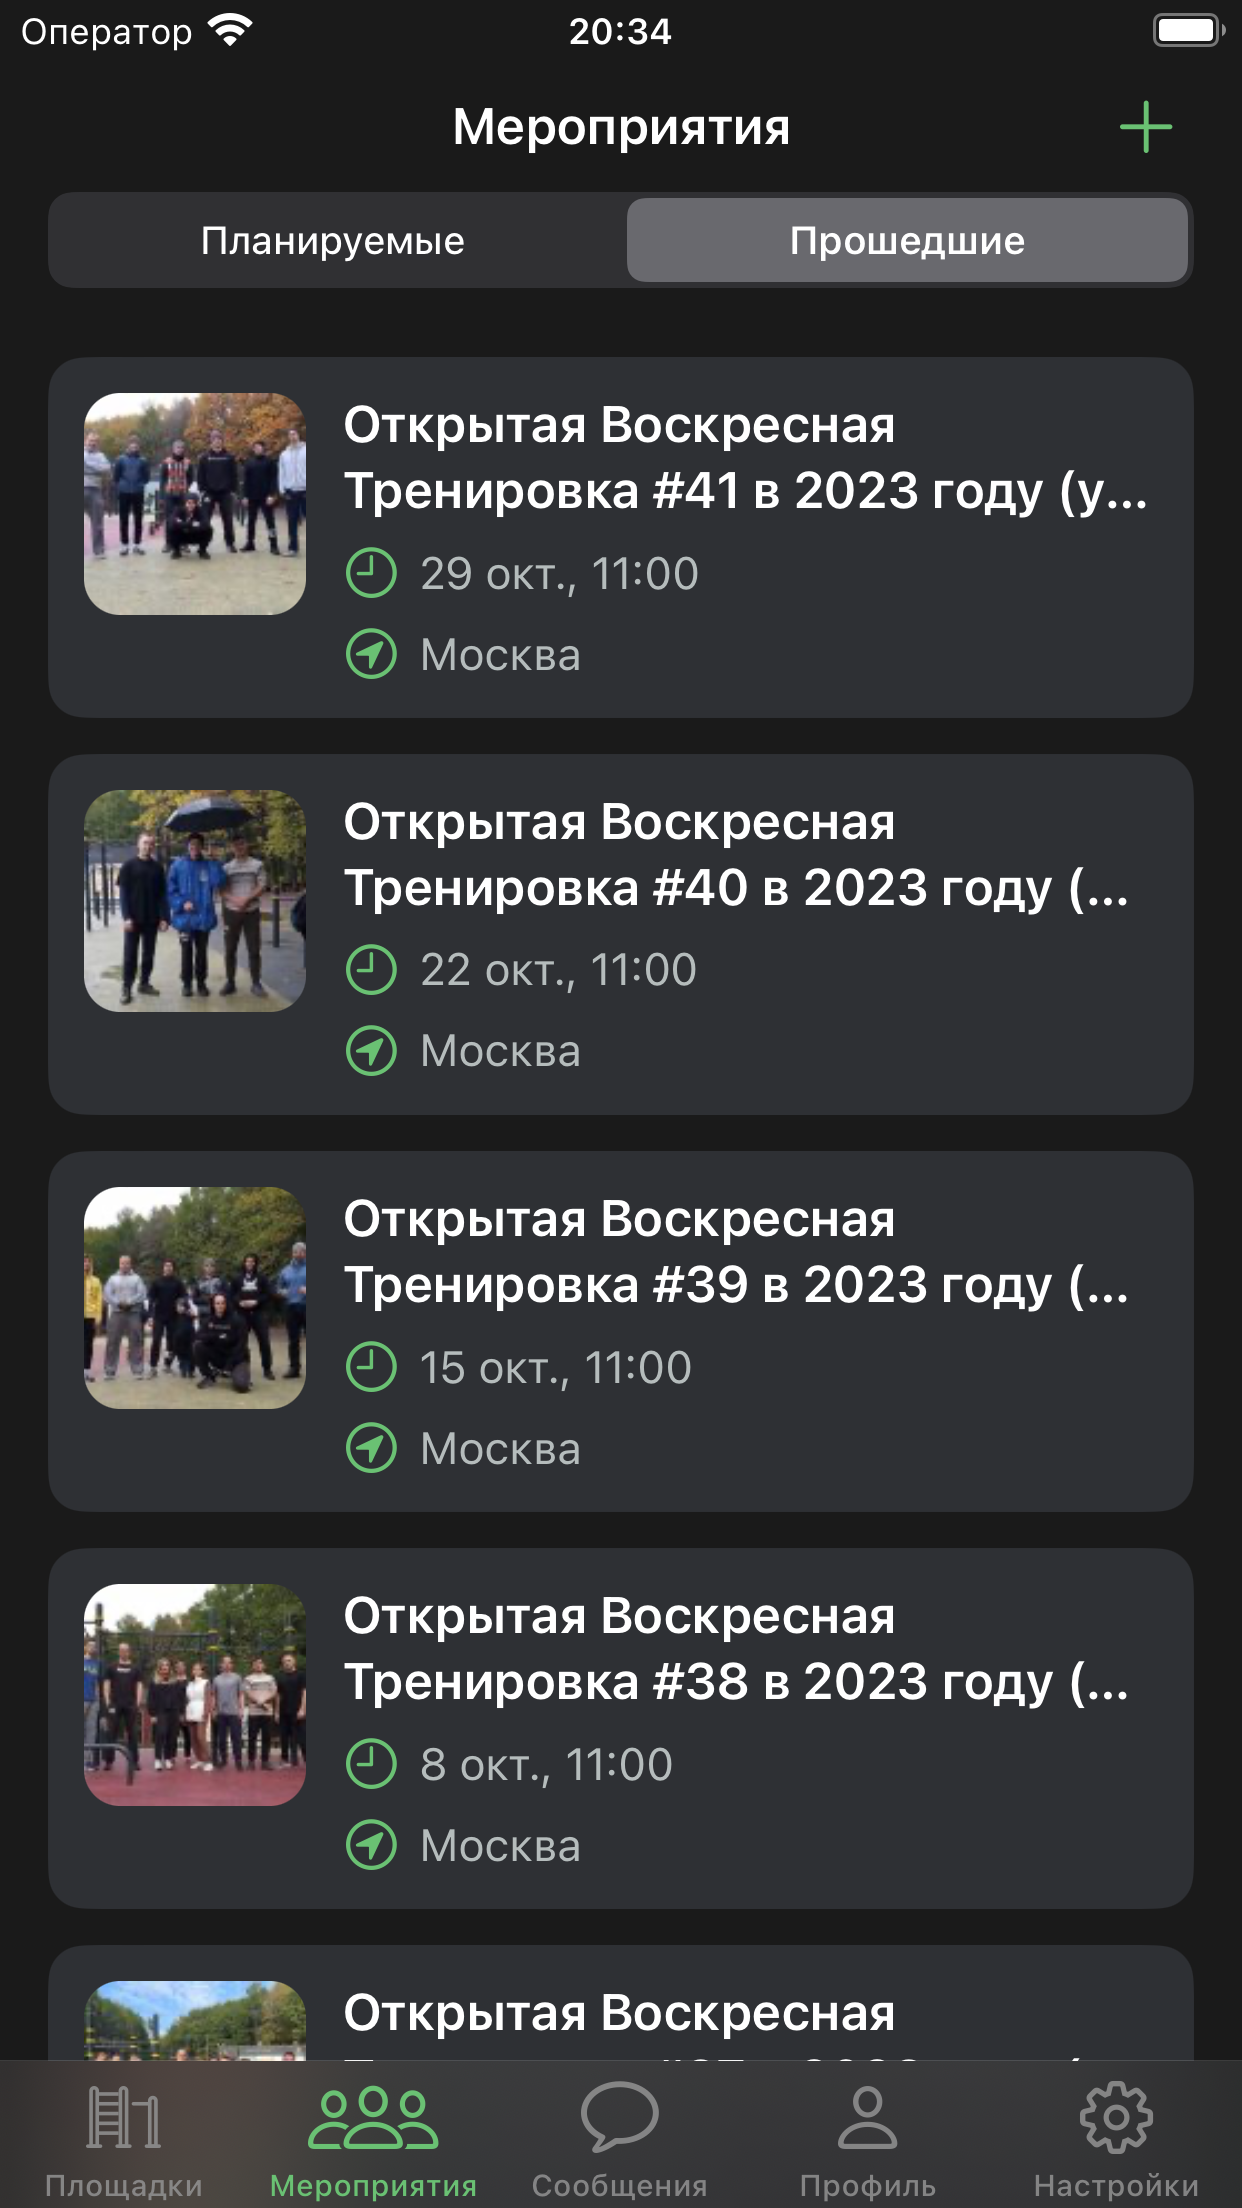 Оператор 20:34
Мероприятия
Планируемые Прошедшие
Открытая Воскресная
Тренировка #41 в 2023 году (у...
29 окт., 11:00
Москва
Открытая Воскресная
Тренировка #40 в 2023 году (...
22 окт., 11:00
Москва
Открытая Воскресная
Тренировка #39 в 2023 году (...
15 окт., 11:00
Москва
Открытая Воскресная
Тренировка #38 в 2023 году (...
8 окт., 11:00
Москва
Открытая Воскресная
Площадки Мероприятия Сообщения Профиль Настройки